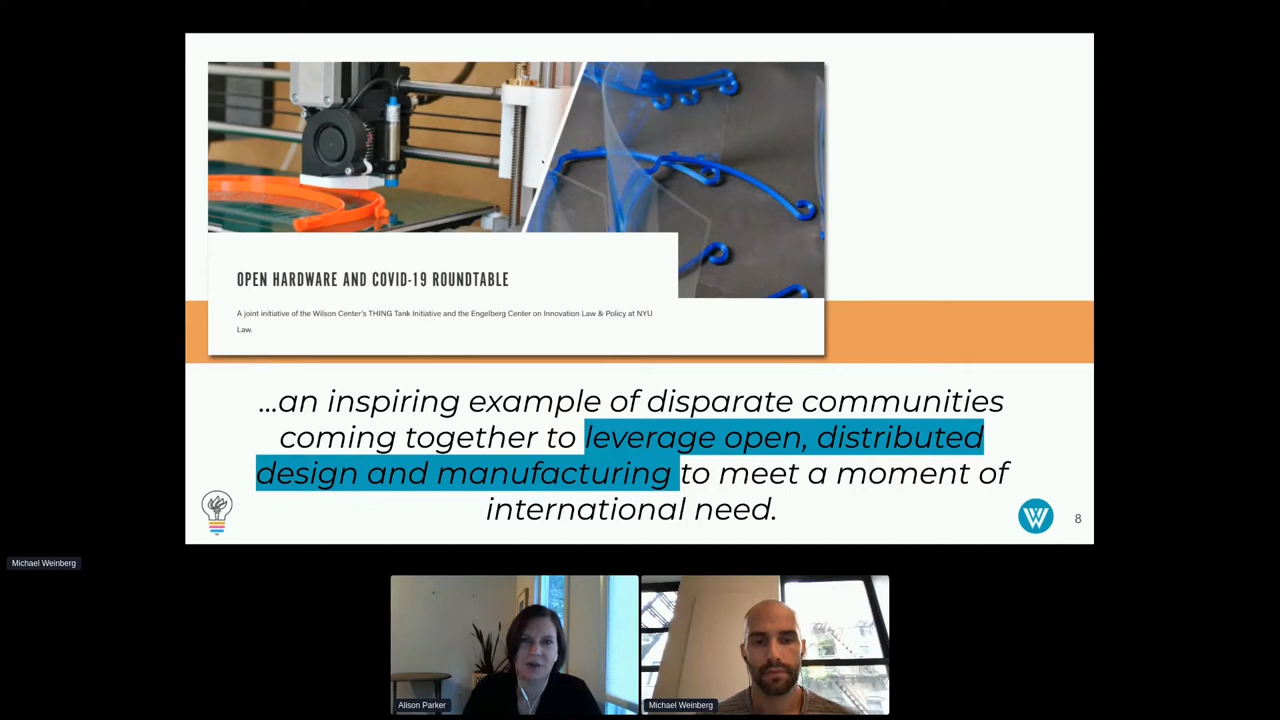 OPEN HARDWARE AND COVID-19 ROUNDTABLE
A joint initiative of the Wilson Center's THING Tank Initiative and the Engelberg Center on Innovation Law & Policy at NYU
Law.
...an inspiring example of disparate communities
coming together to leverage open, distributed
design and manufacturing to meet a moment of
international need.
W
8
Michael Weinberg
Alison Parker
Michael Weinberg